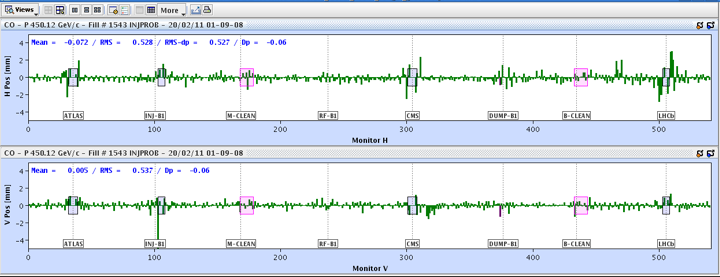 Views More
CO - P 450.12 GeV/c - Fill # 1543 INJPROB - 20/02/11 01-09-08
Mean = -0.072 / RMS = 0.528 / RMS-dp = 0.527 / Dp = -0.06
H Pos [mm]
4
2
0
-2
-4
ATLAS INJ-B1 M-CLEAN RF-B1 CMS DUMP-B1 B-CLEAN LHCb
0 100 200 300 400 500
Monitor H
CO - P 450.12 GeV/c - Fill # 1543 INJPROB - 20/02/11 01-09-08
Mean = 0.005 / RMS = 0.537 / Dp = -0.06
V Pos [mm]
4
2
0
-2
-4
ATLAS INJ-B1 M-CLEAN RF-B1 CMS DUMP-B1 B-CLEAN LHCb
0 100 200 300 400 500
Monitor V